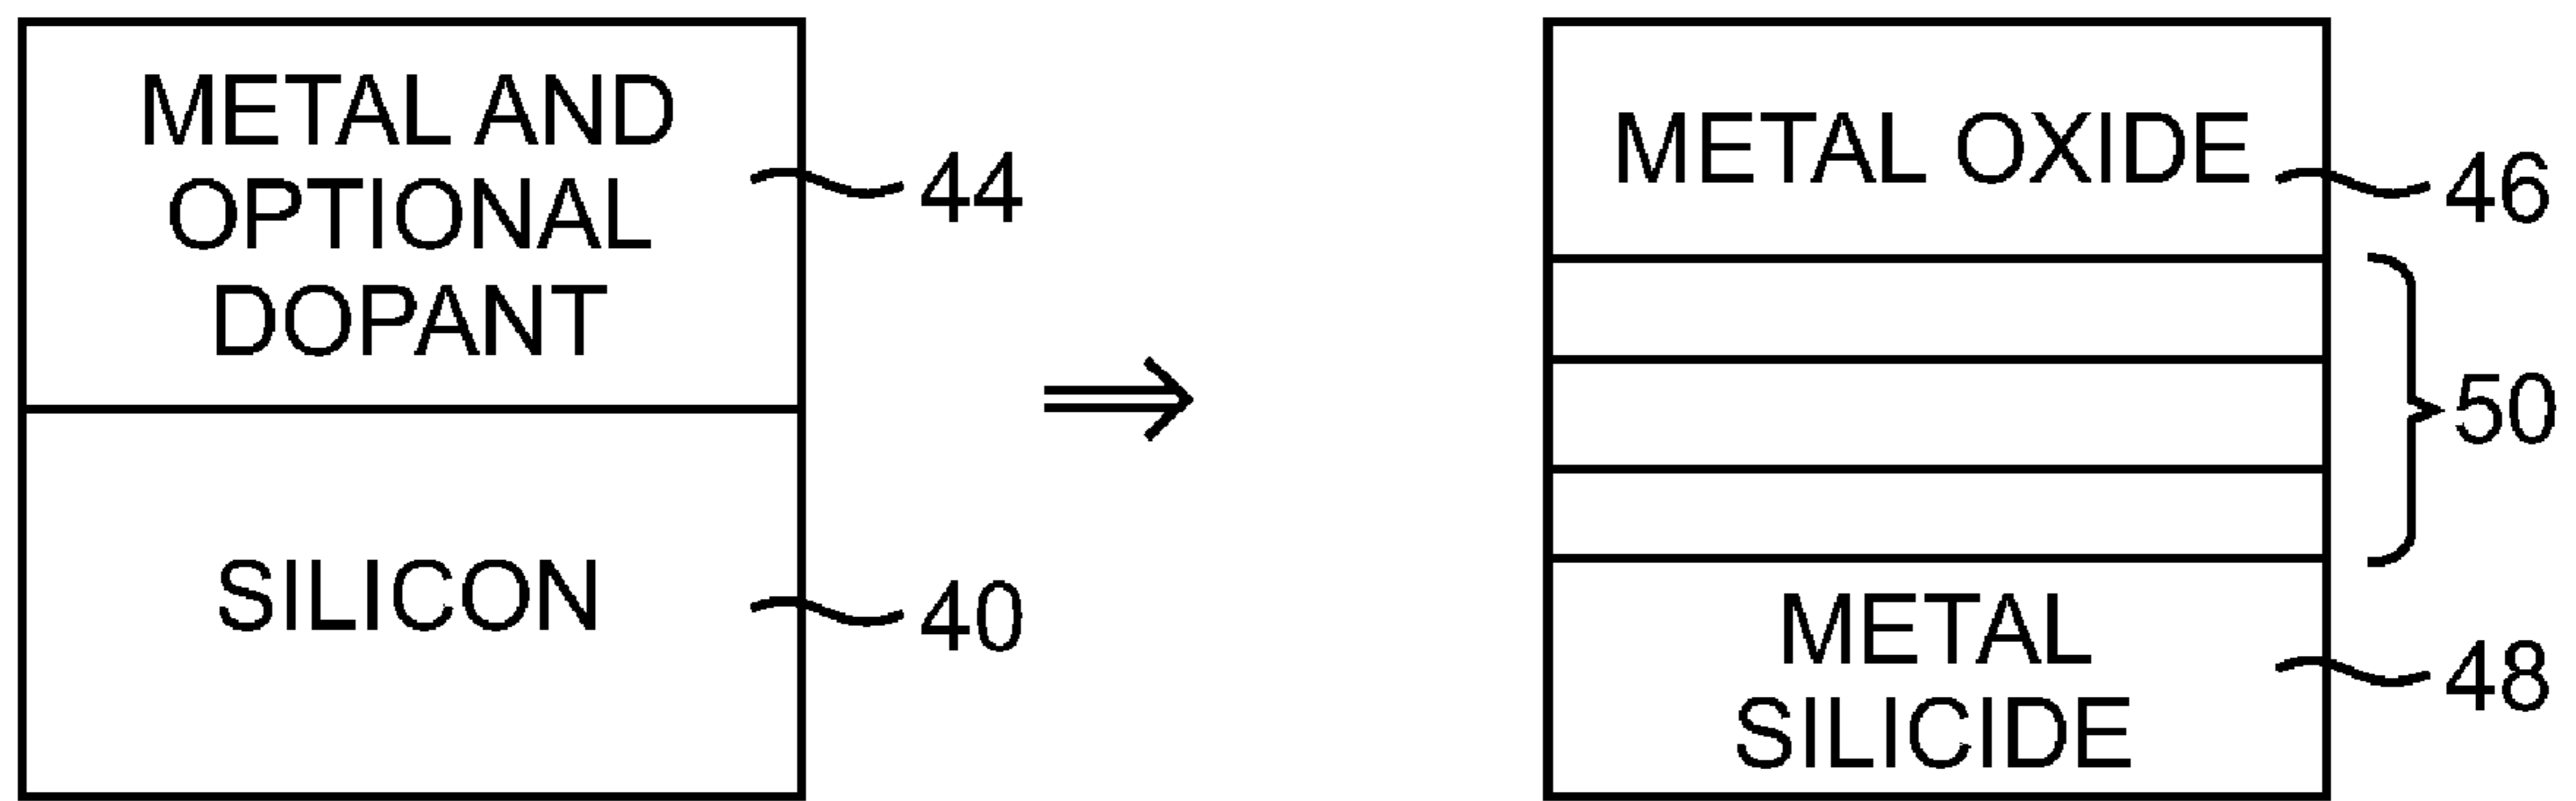 METAL AND
OPTIONAL
DOPANT
44
SILICON
40
METAL OXIDE
46
50
METAL
SILICIDE
48